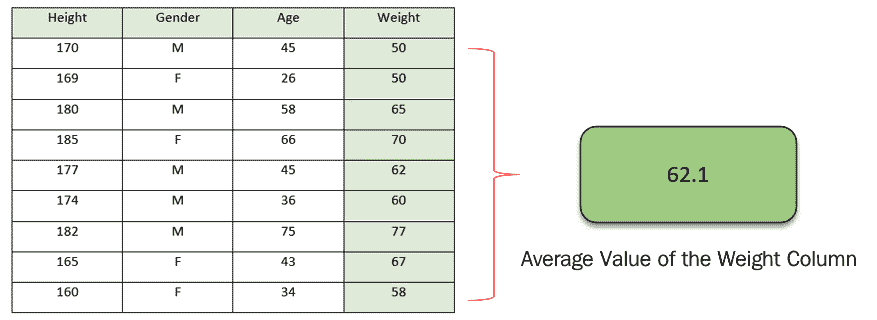 Height Gender Age Weight
170 M 45 50
169 F 26 50
180 M 58 65
185 F 66 70
177 M 45 62
174 M 36 60
182 M 75 77
165 F 43 67
160 F 34 58
62.1
Average Value of the Weight Column